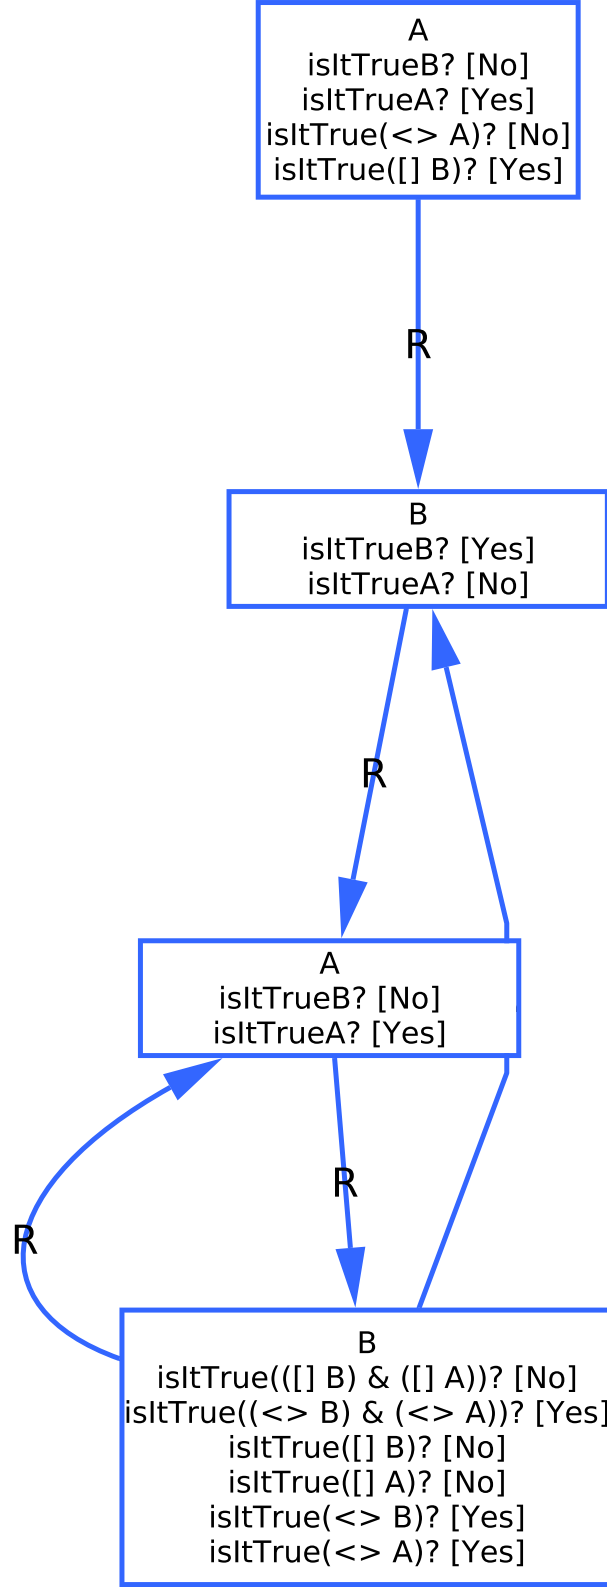 A
isItTrueB? [No]
isItTrueA? [Yes]
isItTrue(<> A)? [No]
isItTrue([] B)? [Yes]
R
B
isItTrueB? [Yes]
isItTrueA? [No]
R
A
isItTrueB? [No]
isItTrueA? [Yes]
R
R
B
isItTrue(([] B) & ([] A))? [No]
isItTrue((<> B) & (<> A))? [Yes]
isItTrue([] B)? [No]
isItTrue([] A)? [No]
isItTrue(<> B)? [Yes]
isItTrue(<> A)? [Yes]